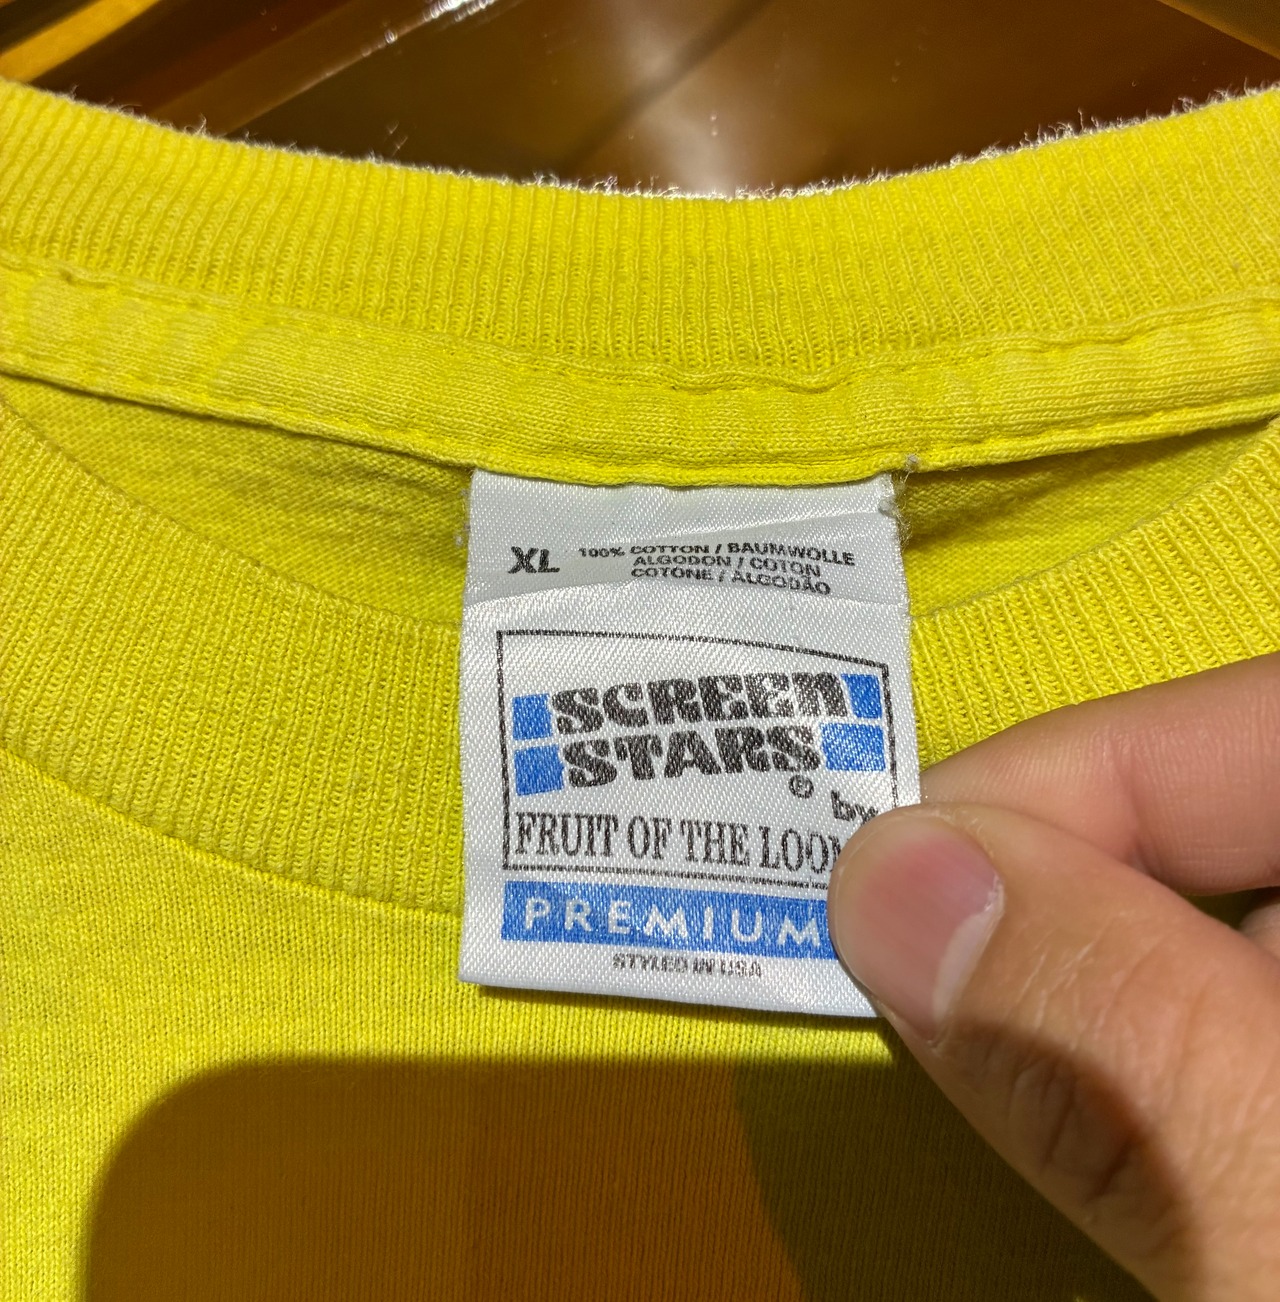 XL 100% COTTON / BAUMWOLLE
ALGODON / COTON
COTONE / ALGODÃO
SCREEN
STARS®
by
FRUIT OF THE LOOM
PREMIUM
STYLED IN USA